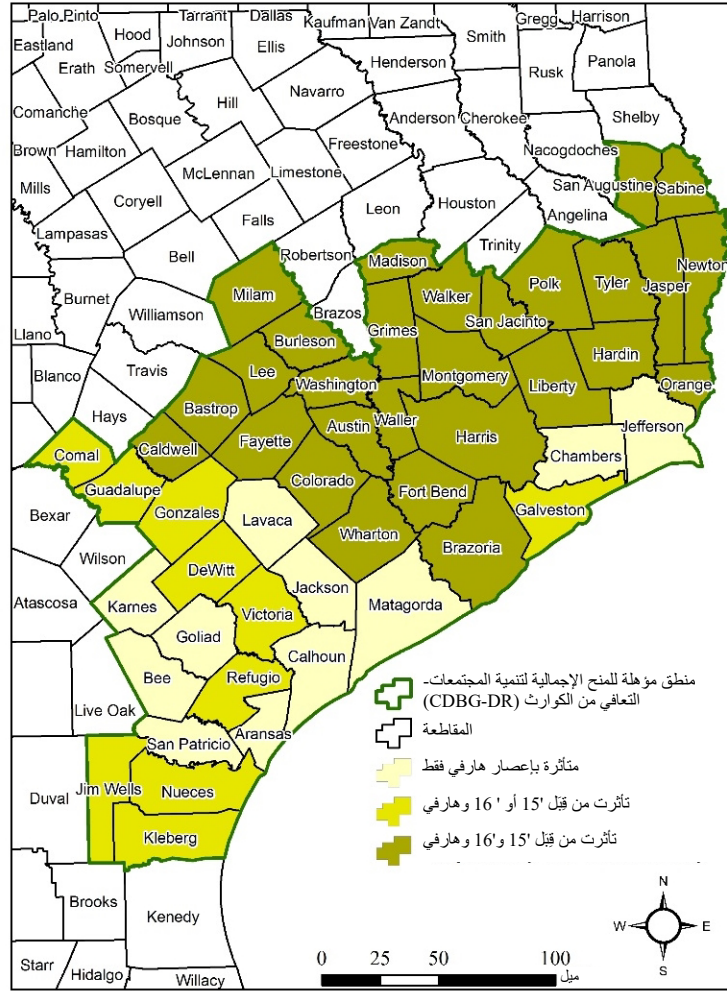 Palo Pinto
Tarrant
Dallas
Kaufman
Van Zandt
Gregg
Harrison
Hood
Johnson
Ellis
Smith
Eastland
Erath
Somervell
Henderson
Rusk
Panola
Navarro
Hill
Comanche
Bosque
Anderson
Cherokee
Shelby
Freestone
Brown
Hamilton
Nacogdoches
McLennan
Limestone
San Augustine
Sabine
Mills
Coryell
Houston
Leon
Angelina
Falls
Lampasas
Trinity
Bell
Robertson
Madison
Milam
Polk
Tyler
Newton
Jasper
Burnet
Williamson
Walker
Brazos
San Jacinto
Grimes
Llano
Burleson
Hardin
Travis
Lee
Blanco
Washington
Montgomery
Liberty
Orange
Hays
Bastrop
Austin
Waller
Jefferson
Comal
Caldwell
Fayette
Harris
Chambers
Guadalupe
Colorado
Fort Bend
Bexar
Gonzales
Lavaca
Galveston
Wharton
Brazoria
Wilson
DeWitt
Jackson
Atascosa
Karnes
Victoria
Matagorda
Goliad
Calhoun
Bee
Refugio
Live Oak
Aransas
San Patricio
Duval
Jim Wells
Nueces
Kleberg
Brooks
Kenedy
Starr
Hidalgo
Willacy
منطق مؤهلة للمنح الإجمالية لتنمية المجتمعات-
التعافي من الكوارث (CDBG-DR)
المقاطعة
متأثرة بإعصار هارفي فقط
تأثرت من قِبَل '15 أو ' 16 وهارفي
تأثرت من قِبَل '15 و'16 وهارفي
N
W E
S
0 25 50 100
ميل